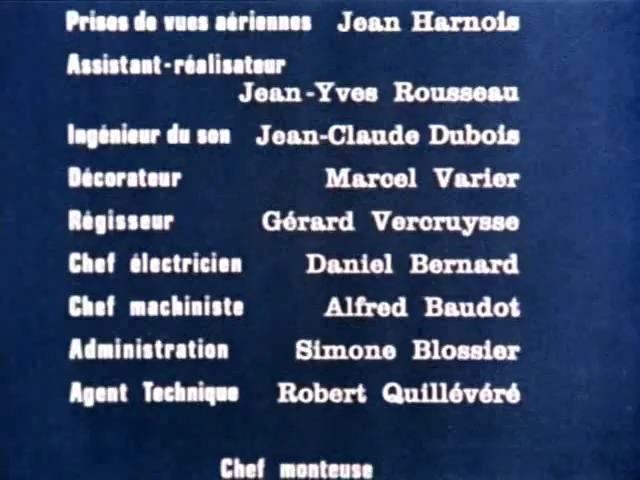 Prises de vues aériennes Jean Harnois
Assistant-réalisateur
Jean-Yves Rousseau
Ingénieur du son Jean-Claude Dubois
Décorateur Marcel Varier
Régisseur Gérard Vercruysse
Chef électricien Daniel Bernard
Chef machiniste Alfred Baudot
Administration Simone Blossier
Agent Technique Robert Quillévéré
Chef monteuse